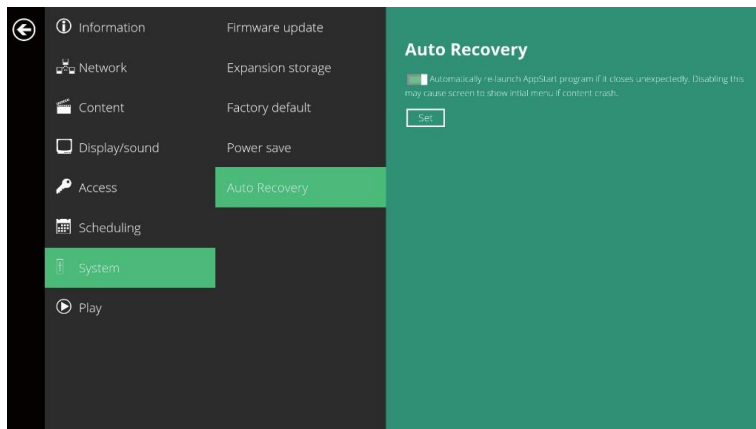 Information
Network
Content
Display/sound
Access
Scheduling
System
Play
Firmware update
Expansion storage
Factory default
Power save
Auto Recovery
Auto Recovery
Automatically re-launch AppStart program if it closes unexpectedly. Disabling this
may cause screen to show intial menu if content crash.
Set